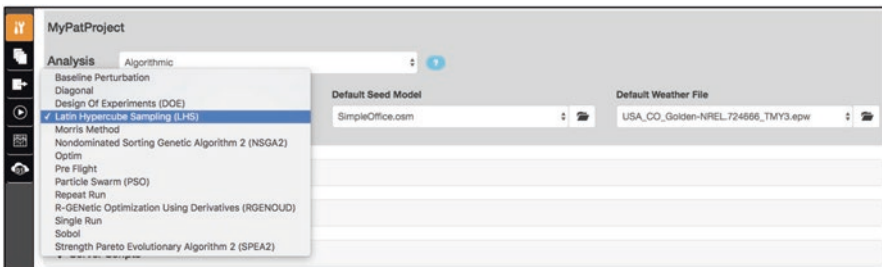 MyPatProject
Analysis Algorithmic ?
Baseline Perturbation
Diagonal
Design Of Experiments (DOE)
✓ Latin Hypercube Sampling (LHS)
Morris Method
Nondominated Sorting Genetic Algorithm 2 (NSGA2)
Optim
Pre Flight
Particle Swarm (PSO)
Repeat Run
R-GENetic Optimization Using Derivatives (RGENOUD)
Single Run
Sobol
Strength Pareto Evolutionary Algorithm 2 (SPEA2)
Default Seed Model
SimpleOffice.osm
Default Weather File
USA_CO_Golden-NREL.724666_TMY3.epw
Server Scripts